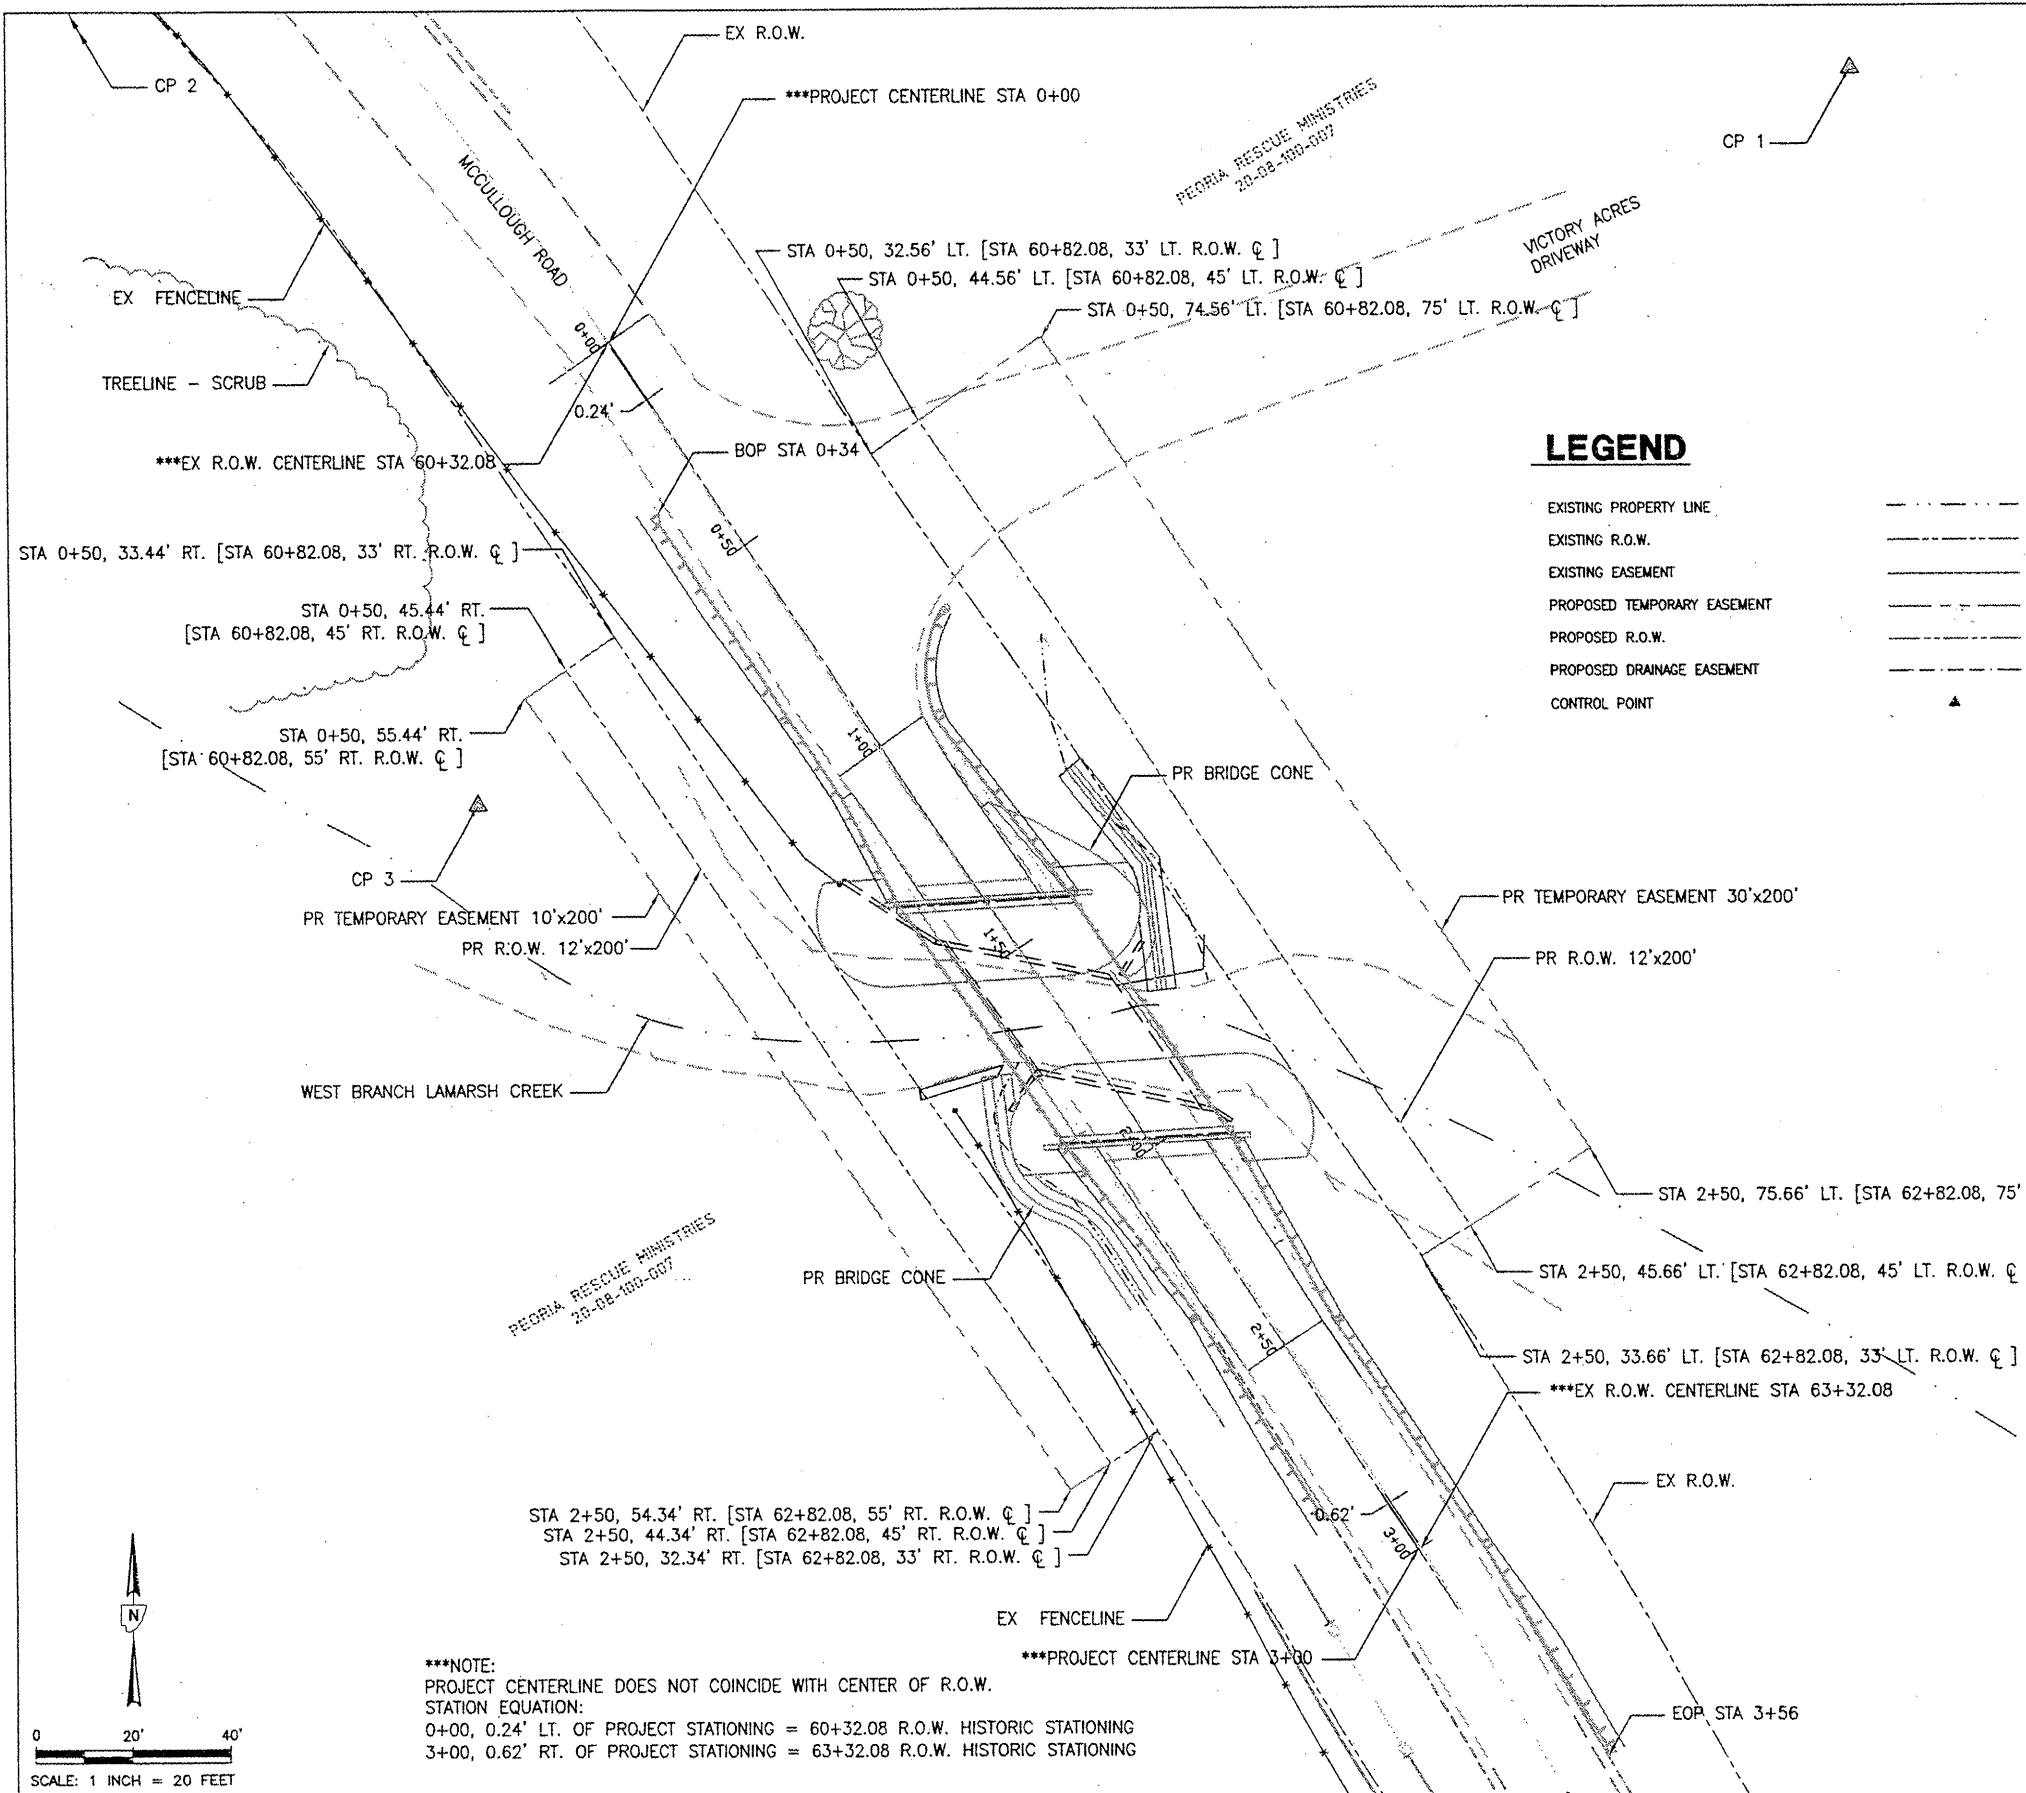 EX R.O.W.
CP 2
***PROJECT CENTERLINE STA 0+00
PEORIA RESCUE MINISTRIES
20-08-100-007
CP 1
MCCULLOUGH ROAD
VICTORY ACRES
DRIVEWAY
STA 0+50, 32.56' LT. [STA 60+82.08, 33' LT. R.O.W. ℄ ]
STA 0+50, 44.56' LT. [STA 60+82.08, 45' LT. R.O.W. ℄ ]
STA 0+50, 74.56' LT. [STA 60+82.08, 75' LT. R.O.W. ℄ ]
EX FENCELINE
0+00
TREELINE - SCRUB
0.24'
***EX R.O.W. CENTERLINE STA 60+32.08
BOP STA 0+34
LEGEND
EXISTING PROPERTY LINE
EXISTING R.O.W.
EXISTING EASEMENT
PROPOSED TEMPORARY EASEMENT
PROPOSED R.O.W.
PROPOSED DRAINAGE EASEMENT
CONTROL POINT
0+50
STA 0+50, 33.44' RT. [STA 60+82.08, 33' RT. R.O.W. ℄ ]
STA 0+50, 45.44' RT.
[STA 60+82.08, 45' RT. R.O.W. ℄ ]
STA 0+50, 55.44' RT.
[STA 60+82.08, 55' RT. R.O.W. ℄ ]
1+00
PR BRIDGE CONE
CP 3
PR TEMPORARY EASEMENT 10'x200'
PR R.O.W. 12'x200'
1+50
PR TEMPORARY EASEMENT 30'x200'
PR R.O.W. 12'x200'
WEST BRANCH LAMARSH CREEK
2+00
STA 2+50, 75.66' LT. [STA 62+82.08, 75'
PEORIA RESCUE MINISTRIES
20-08-100-007
PR BRIDGE CONE
STA 2+50, 45.66' LT. [STA 62+82.08, 45' LT. R.O.W. ℄
2+50
STA 2+50, 33.66' LT. [STA 62+82.08, 33' LT. R.O.W. ℄ ]
***EX R.O.W. CENTERLINE STA 63+32.08
EX R.O.W.
STA 2+50, 54.34' RT. [STA 62+82.08, 55' RT. R.O.W. ℄ ]
STA 2+50, 44.34' RT. [STA 62+82.08, 45' RT. R.O.W. ℄ ]
STA 2+50, 32.34' RT. [STA 62+82.08, 33' RT. R.O.W. ℄ ]
0.62'
3+00
EX FENCELINE
***PROJECT CENTERLINE STA 3+00
N
***NOTE:
PROJECT CENTERLINE DOES NOT COINCIDE WITH CENTER OF R.O.W.
STATION EQUATION:
0+00, 0.24' LT. OF PROJECT STATIONING = 60+32.08 R.O.W. HISTORIC STATIONING
3+00, 0.62' RT. OF PROJECT STATIONING = 63+32.08 R.O.W. HISTORIC STATIONING
EOP STA 3+56
0 20' 40'
SCALE: 1 INCH = 20 FEET